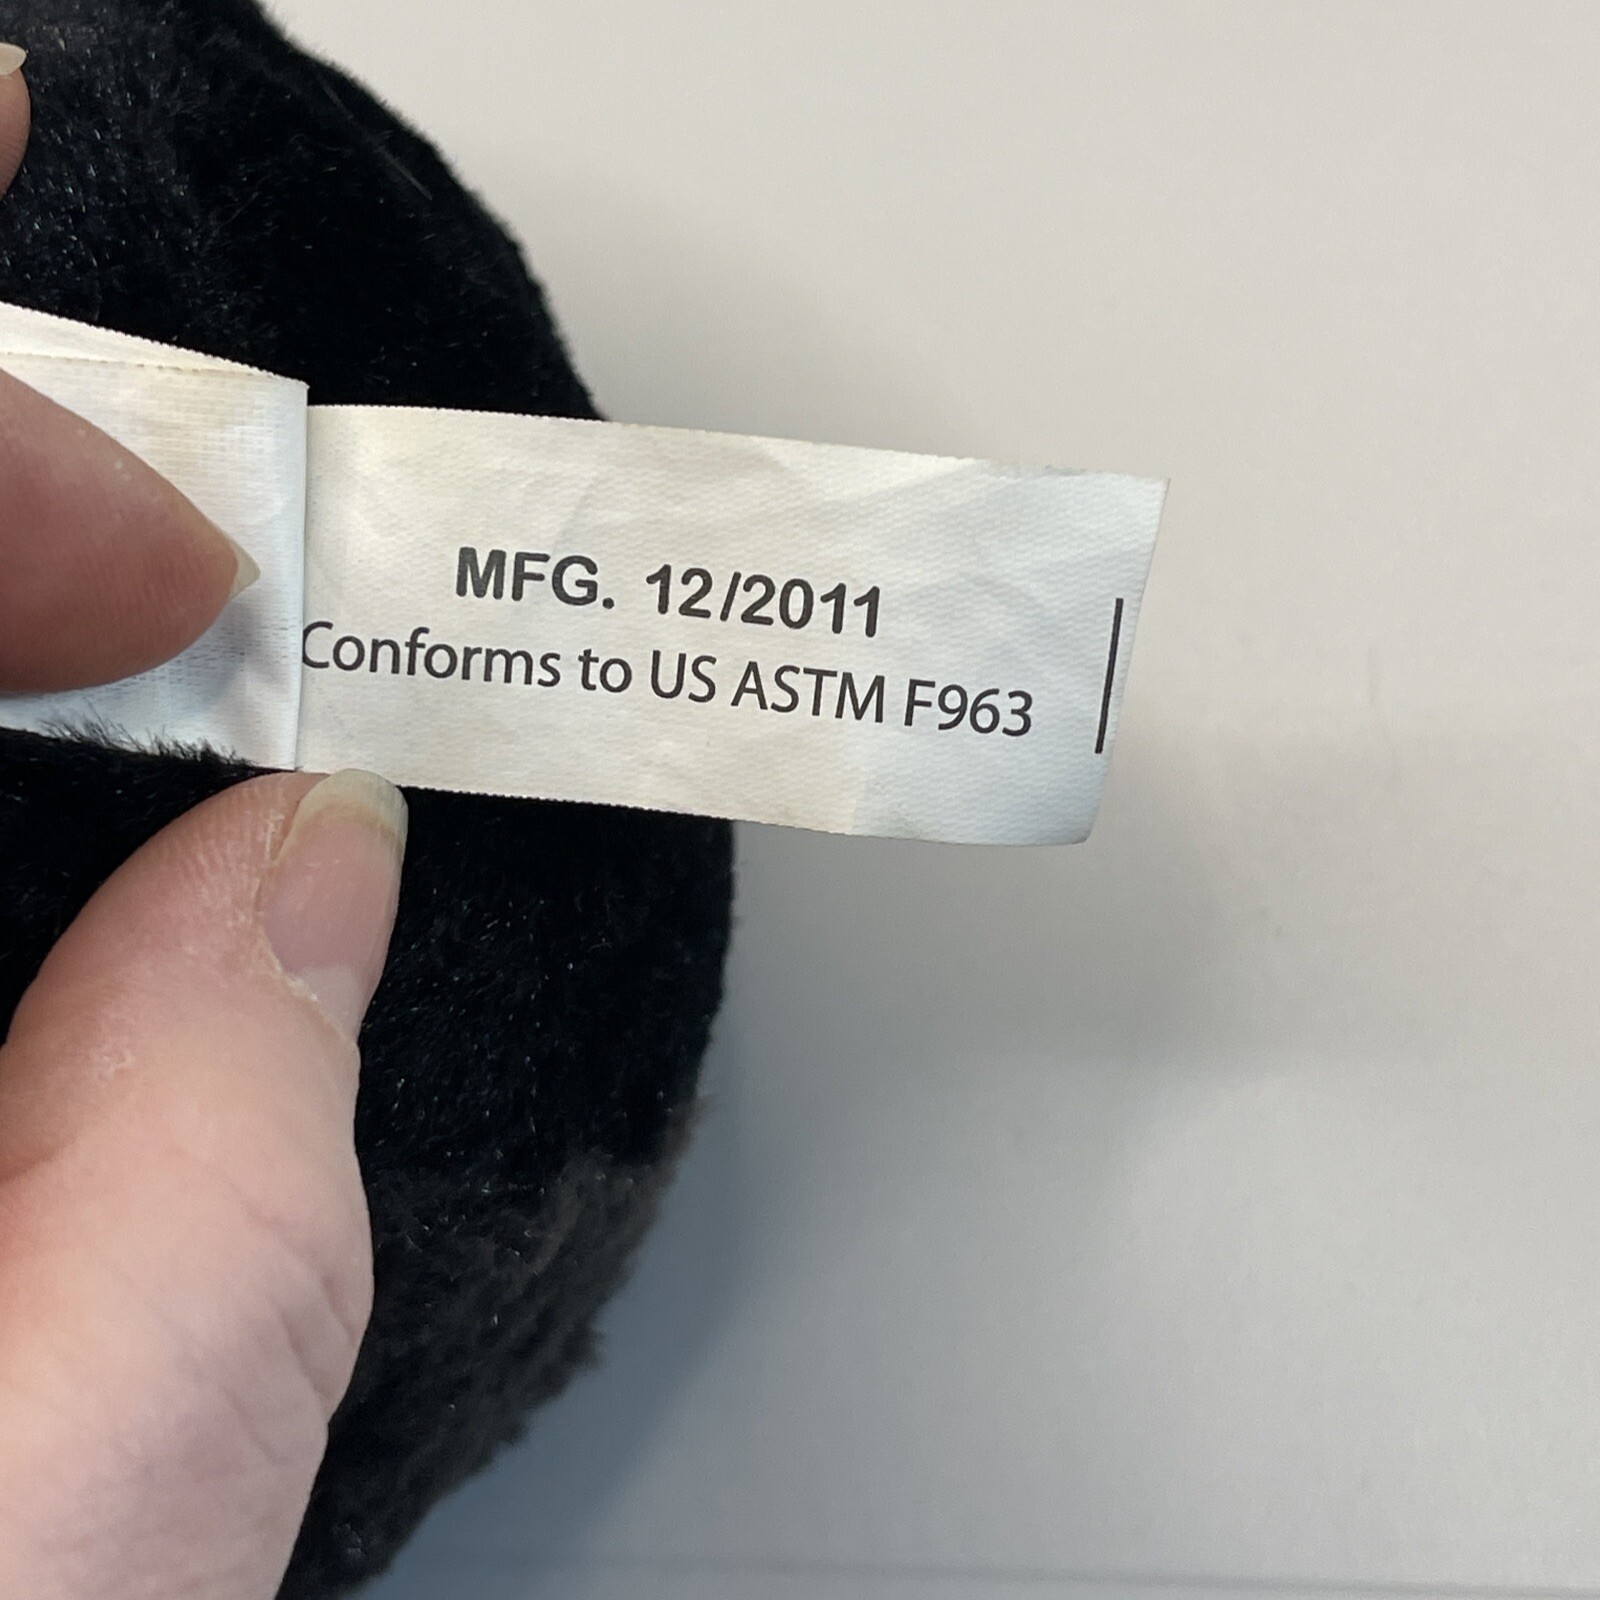 MFG. 12/2011
Conforms to US ASTM F963